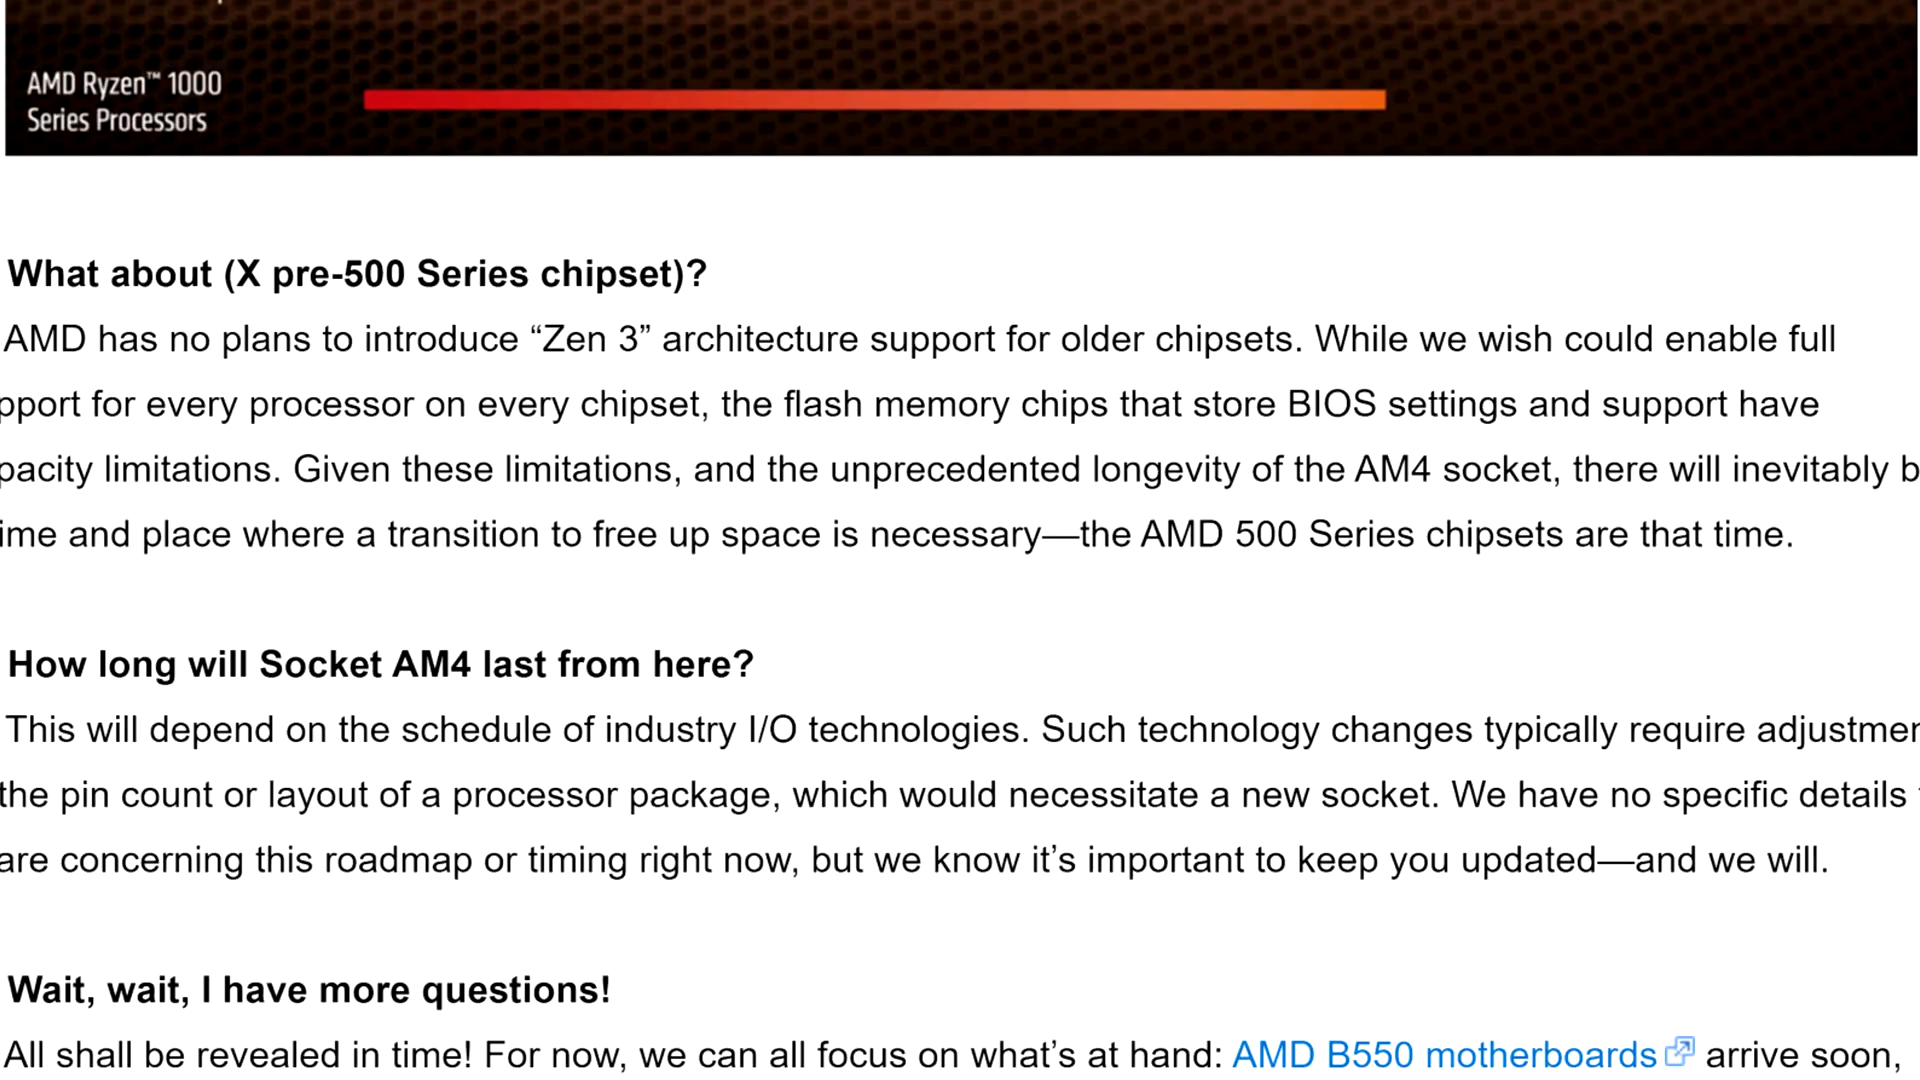 AMD Ryzen™ 1000
Series Processors
What about (X pre-500 Series chipset)?
AMD has no plans to introduce “Zen 3” architecture support for older chipsets. While we wish could enable full
pport for every processor on every chipset, the flash memory chips that store BIOS settings and support have
pacity limitations. Given these limitations, and the unprecedented longevity of the AM4 socket, there will inevitably b
ime and place where a transition to free up space is necessary—the AMD 500 Series chipsets are that time.
How long will Socket AM4 last from here?
This will depend on the schedule of industry I/O technologies. Such technology changes typically require adjustmen
the pin count or layout of a processor package, which would necessitate a new socket. We have no specific details
are concerning this roadmap or timing right now, but we know it’s important to keep you updated—and we will.
Wait, wait, I have more questions!
All shall be revealed in time! For now, we can all focus on what’s at hand: AMD B550 motherboards arrive soon,